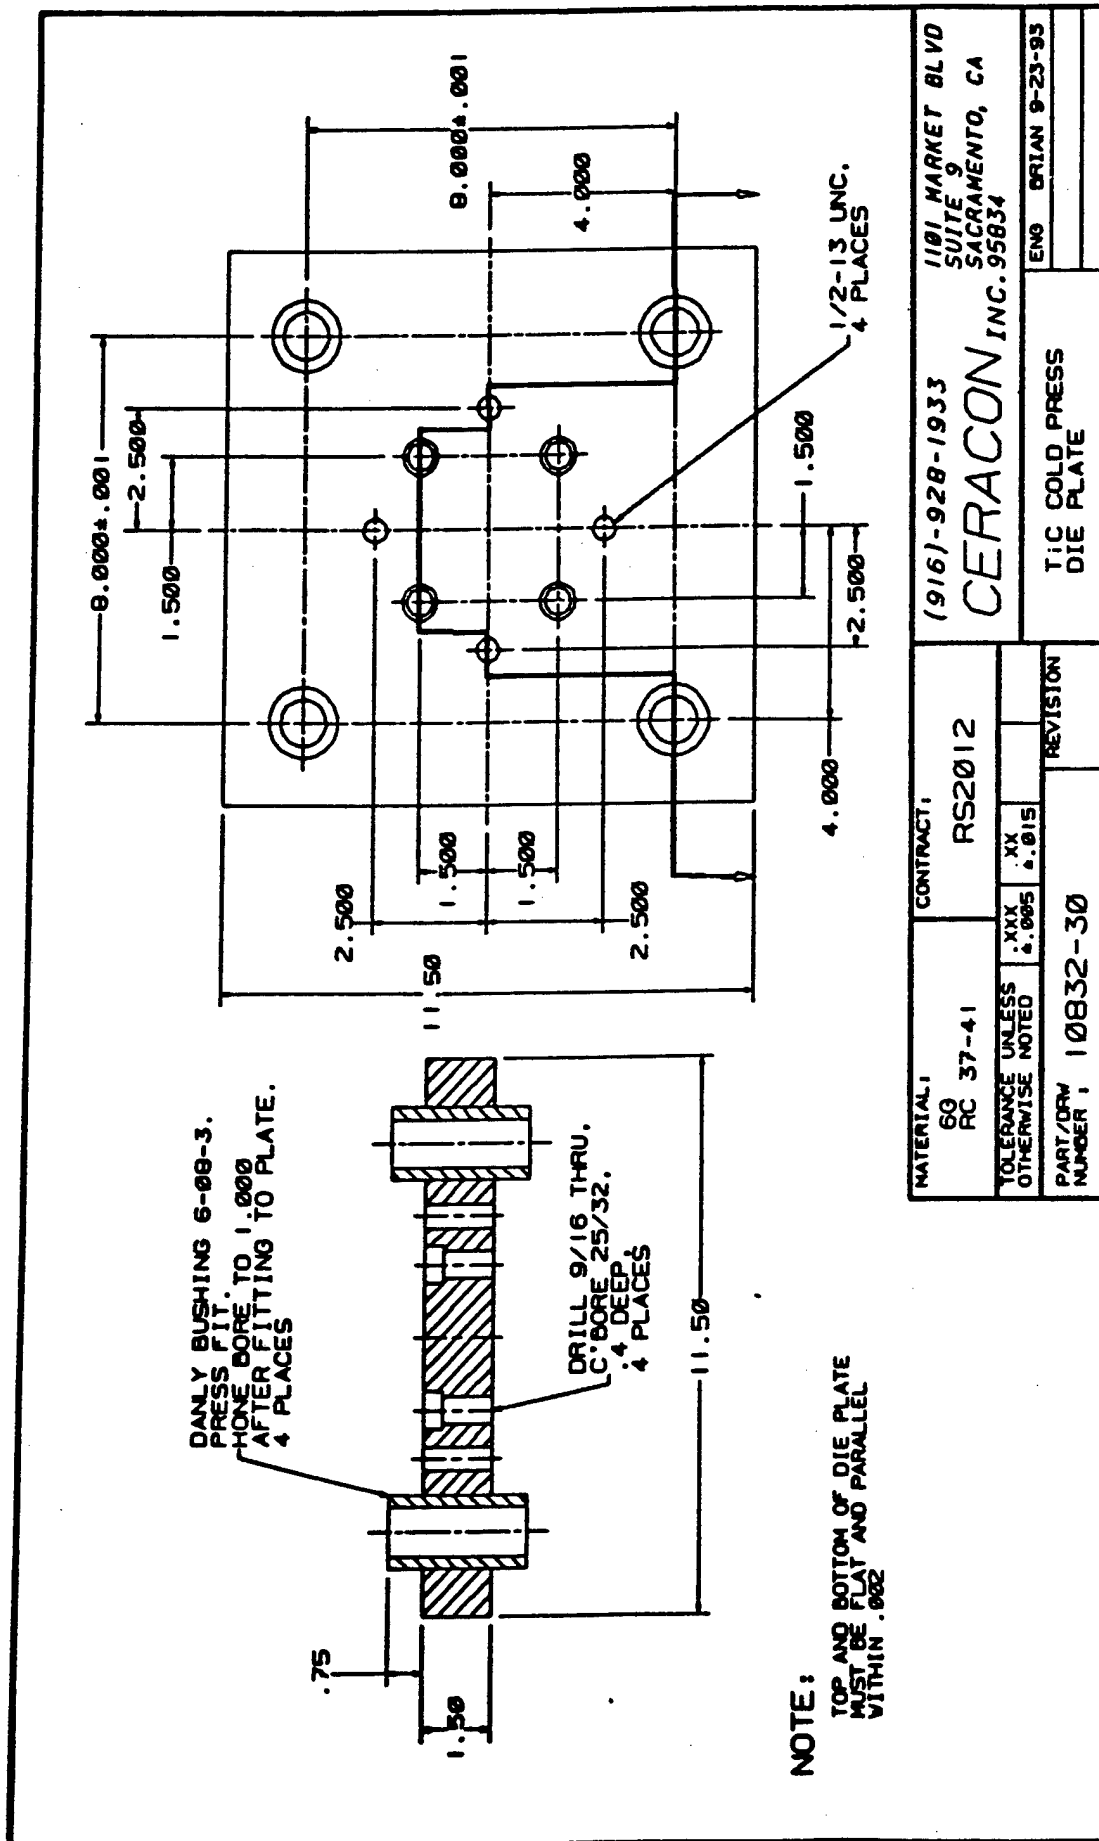 DANLY BUSHING 6-08-3.
PRESS FIT.
HONE BORE TO 1.000
AFTER FITTING TO PLATE.
4 PLACES
.75
1.50
DRILL 9/16 THRU,
C'BORE 25/32,
.4 DEEP,
4 PLACES
11.50
NOTE:
TOP AND BOTTOM OF DIE PLATE
MUST BE FLAT AND PARALLEL
WITHIN .002
8.000±.001
2.500
1.500
8.000±.001
4.000
2.500
1.500
1.500
2.500
11.50
1/2-13 UNC.
4 PLACES
1.500
2.500
4.000
MATERIAL:
6G
RC 37-41
CONTRACT:
RS2012
TOLERANCE UNLESS
OTHERWISE NOTED
.XXX
±.005
.XX
±.015
PART/DRW
NUMBER : 10832-30
REVISION
(916)-928-1933
1101 MARKET BLVD
SUITE 9
SACRAMENTO, CA
95834
CERACON INC.
TiC COLD PRESS
DIE PLATE
ENG BRIAN 9-23-93